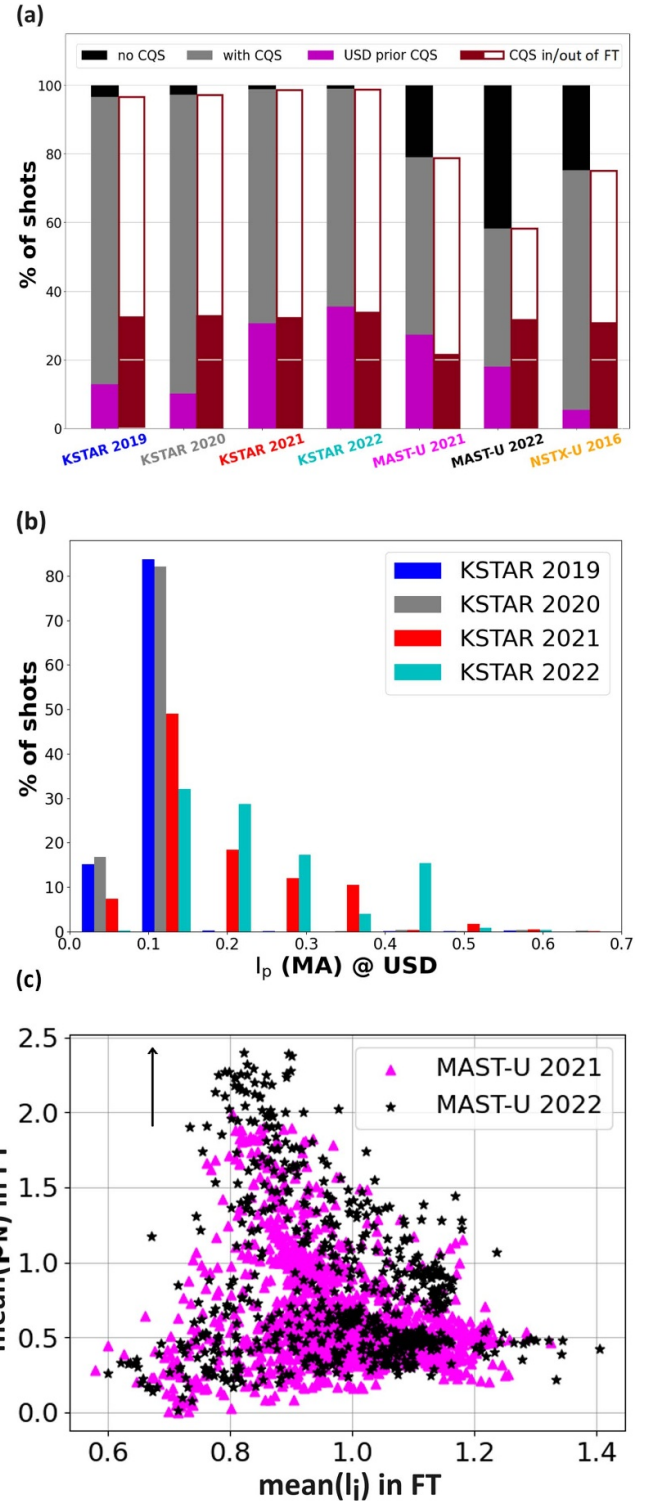 (a)
no CQS with CQS USD prior CQS CQS in/out of FT
100
80
60
40
20
0
% of shots
KSTAR 2019 KSTAR 2020 KSTAR 2021 KSTAR 2022 MAST-U 2021 MAST-U 2022 NSTX-U 2016
(b)
KSTAR 2019
KSTAR 2020
KSTAR 2021
KSTAR 2022
80
70
60
50
40
30
20
10
0
% of shots
0.0 0.1 0.2 0.3 0.4 0.5 0.6 0.7
Ip (MA) @ USD
(c)
MAST-U 2021
MAST-U 2022
2.5
2.0
1.5
1.0
0.5
0.0
0.6 0.8 1.0 1.2 1.4
mean(li) in FT